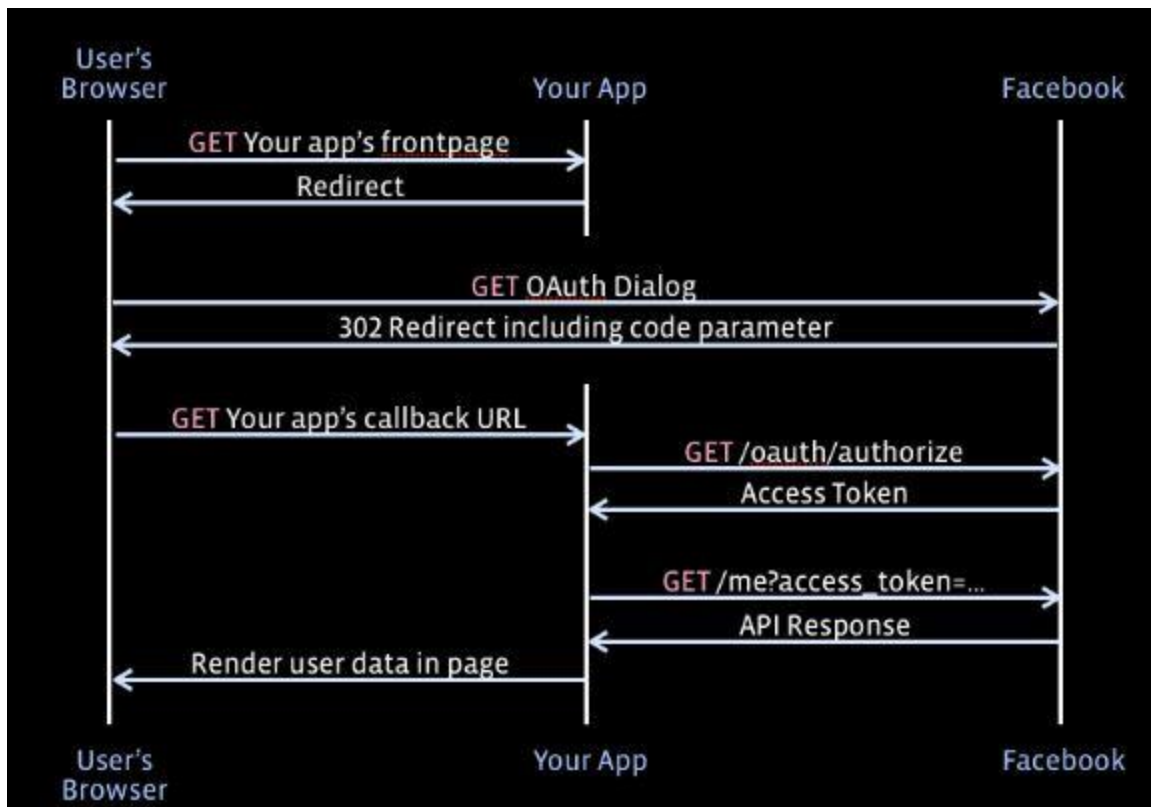 User's
Browser
Your App
Facebook
GET Your app's frontpage
Redirect
GET OAuth Dialog
302 Redirect including code parameter
GET Your app's callback URL
GET /oauth/authorize
Access Token
GET /me?access_token=...
API Response
Render user data in page
User's
Browser
Your App
Facebook